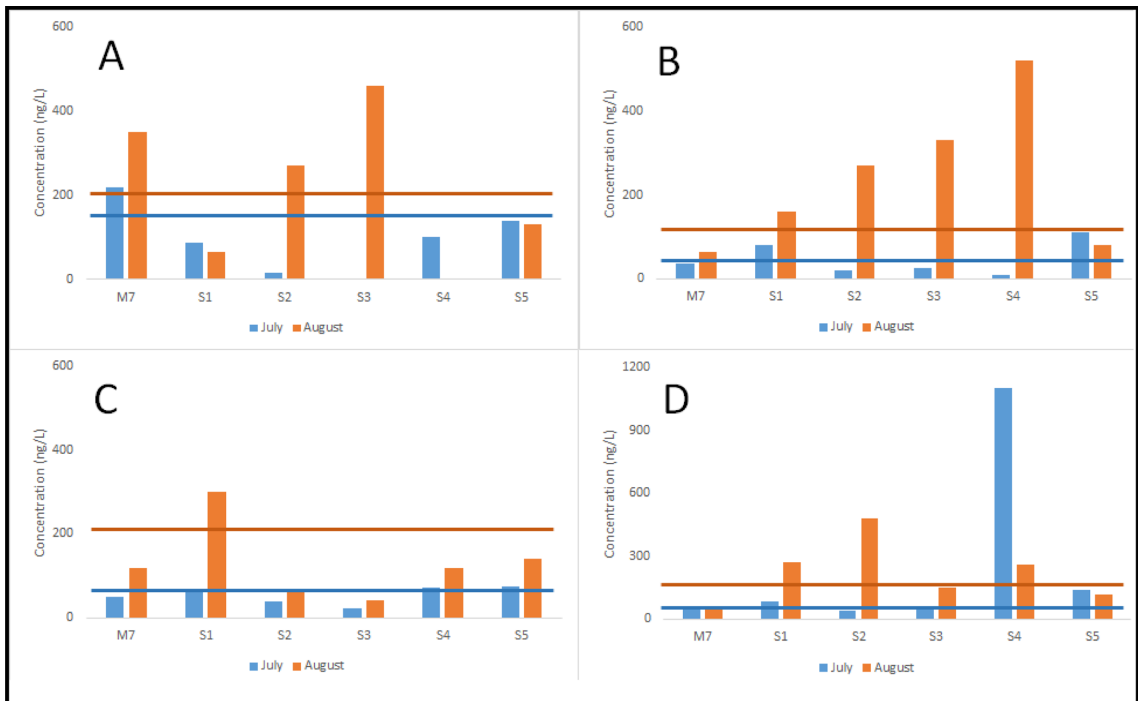 A
Concentration (ng/L)
600
400
200
0
M7 S1 S2 S3 S4 S5
July August
B
Concentration (ng/L)
600
400
200
0
M7 S1 S2 S3 S4 S5
July August
C
Concentration (ng/L)
600
400
200
0
M7 S1 S2 S3 S4 S5
July August
D
Concentration (ng/L)
1200
900
600
300
0
M7 S1 S2 S3 S4 S5
July August